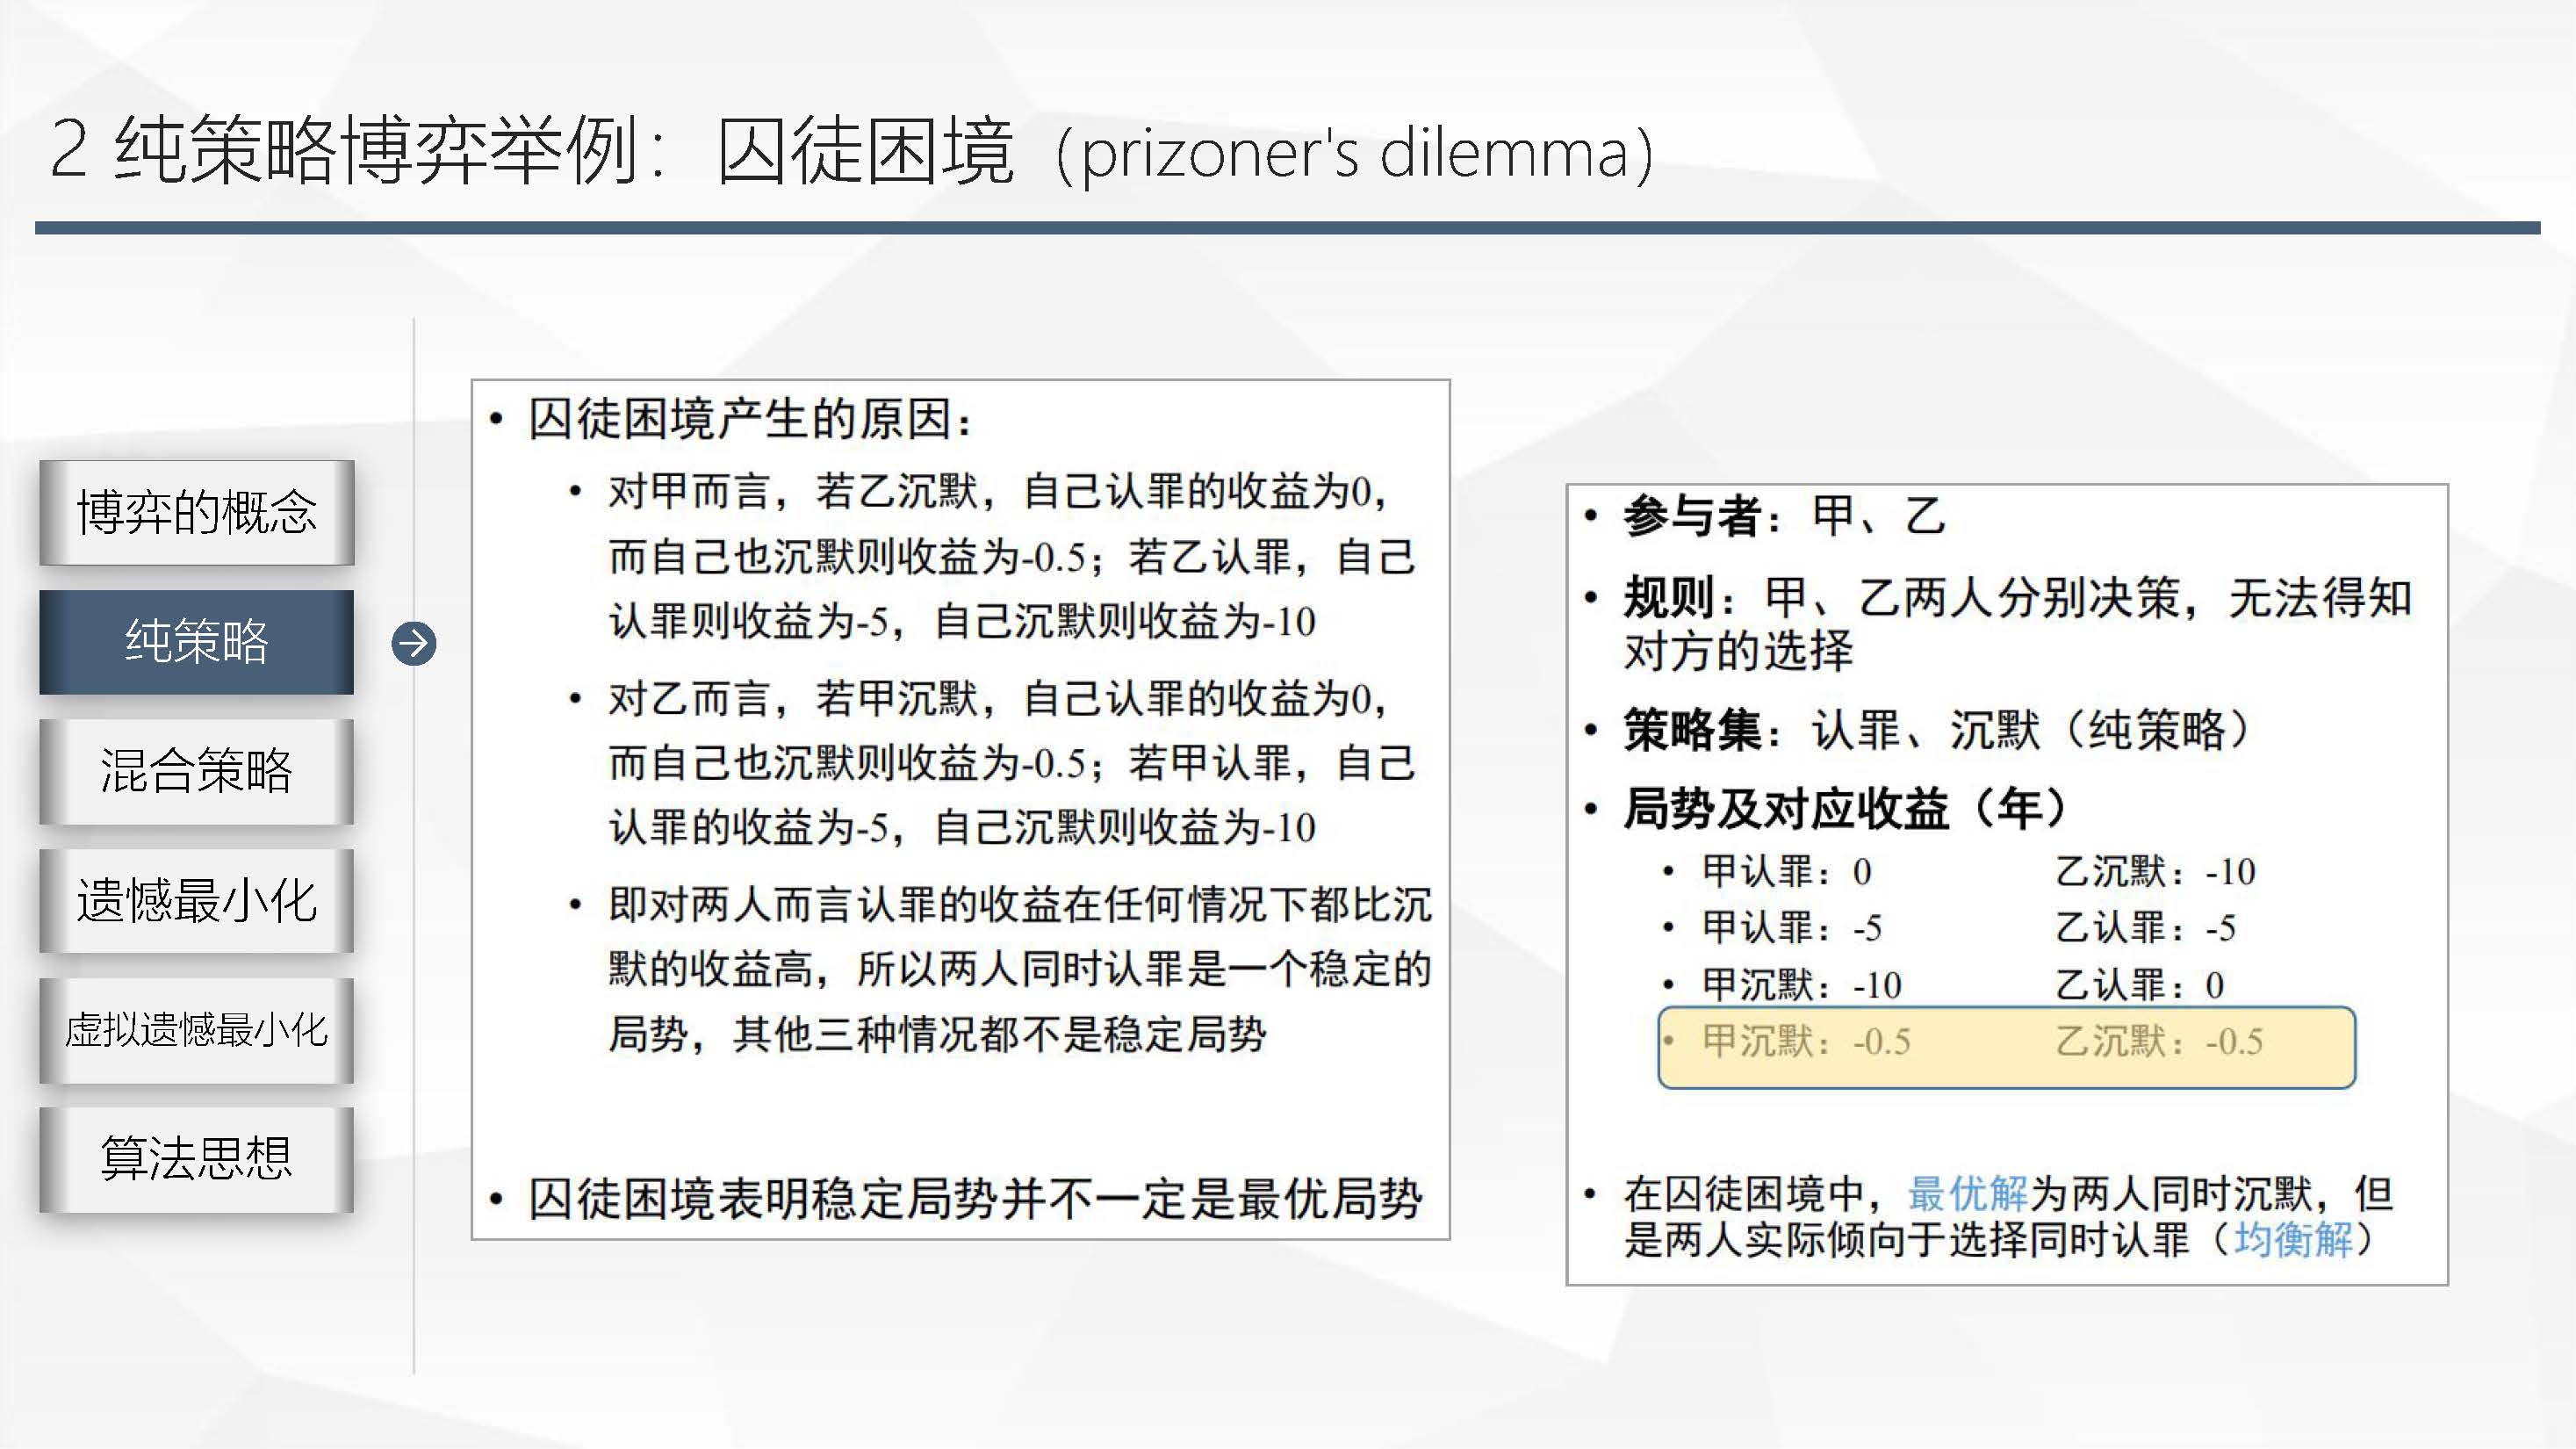 2 纯策略博弈举例：囚徒困境（prizoner's dilemma）
博弈的概念
纯策略
混合策略
遗憾最小化
虚拟遗憾最小化
算法思想
• 囚徒困境产生的原因：
• 对甲而言，若乙沉默，自己认罪的收益为0，
而自己也沉默则收益为-0.5；若乙认罪，自己
认罪则收益为-5，自己沉默则收益为-10
• 对乙而言，若甲沉默，自己认罪的收益为0，
而自己也沉默则收益为-0.5；若甲认罪，自己
认罪的收益为-5，自己沉默则收益为-10
• 即对两人而言认罪的收益在任何情况下都比沉
默的收益高，所以两人同时认罪是一个稳定的
局势，其他三种情况都不是稳定局势
• 囚徒困境表明稳定局势并不一定是最优局势
• 参与者：甲、乙
• 规则：甲、乙两人分别决策，无法得知
对方的选择
• 策略集：认罪、沉默（纯策略）
• 局势及对应收益（年）
• 甲认罪：0 乙沉默：-10
• 甲认罪：-5 乙认罪：-5
• 甲沉默：-10 乙认罪：0
• 甲沉默：-0.5 乙沉默：-0.5
• 在囚徒困境中，最优解为两人同时沉默，但
是两人实际倾向于选择同时认罪（均衡解）